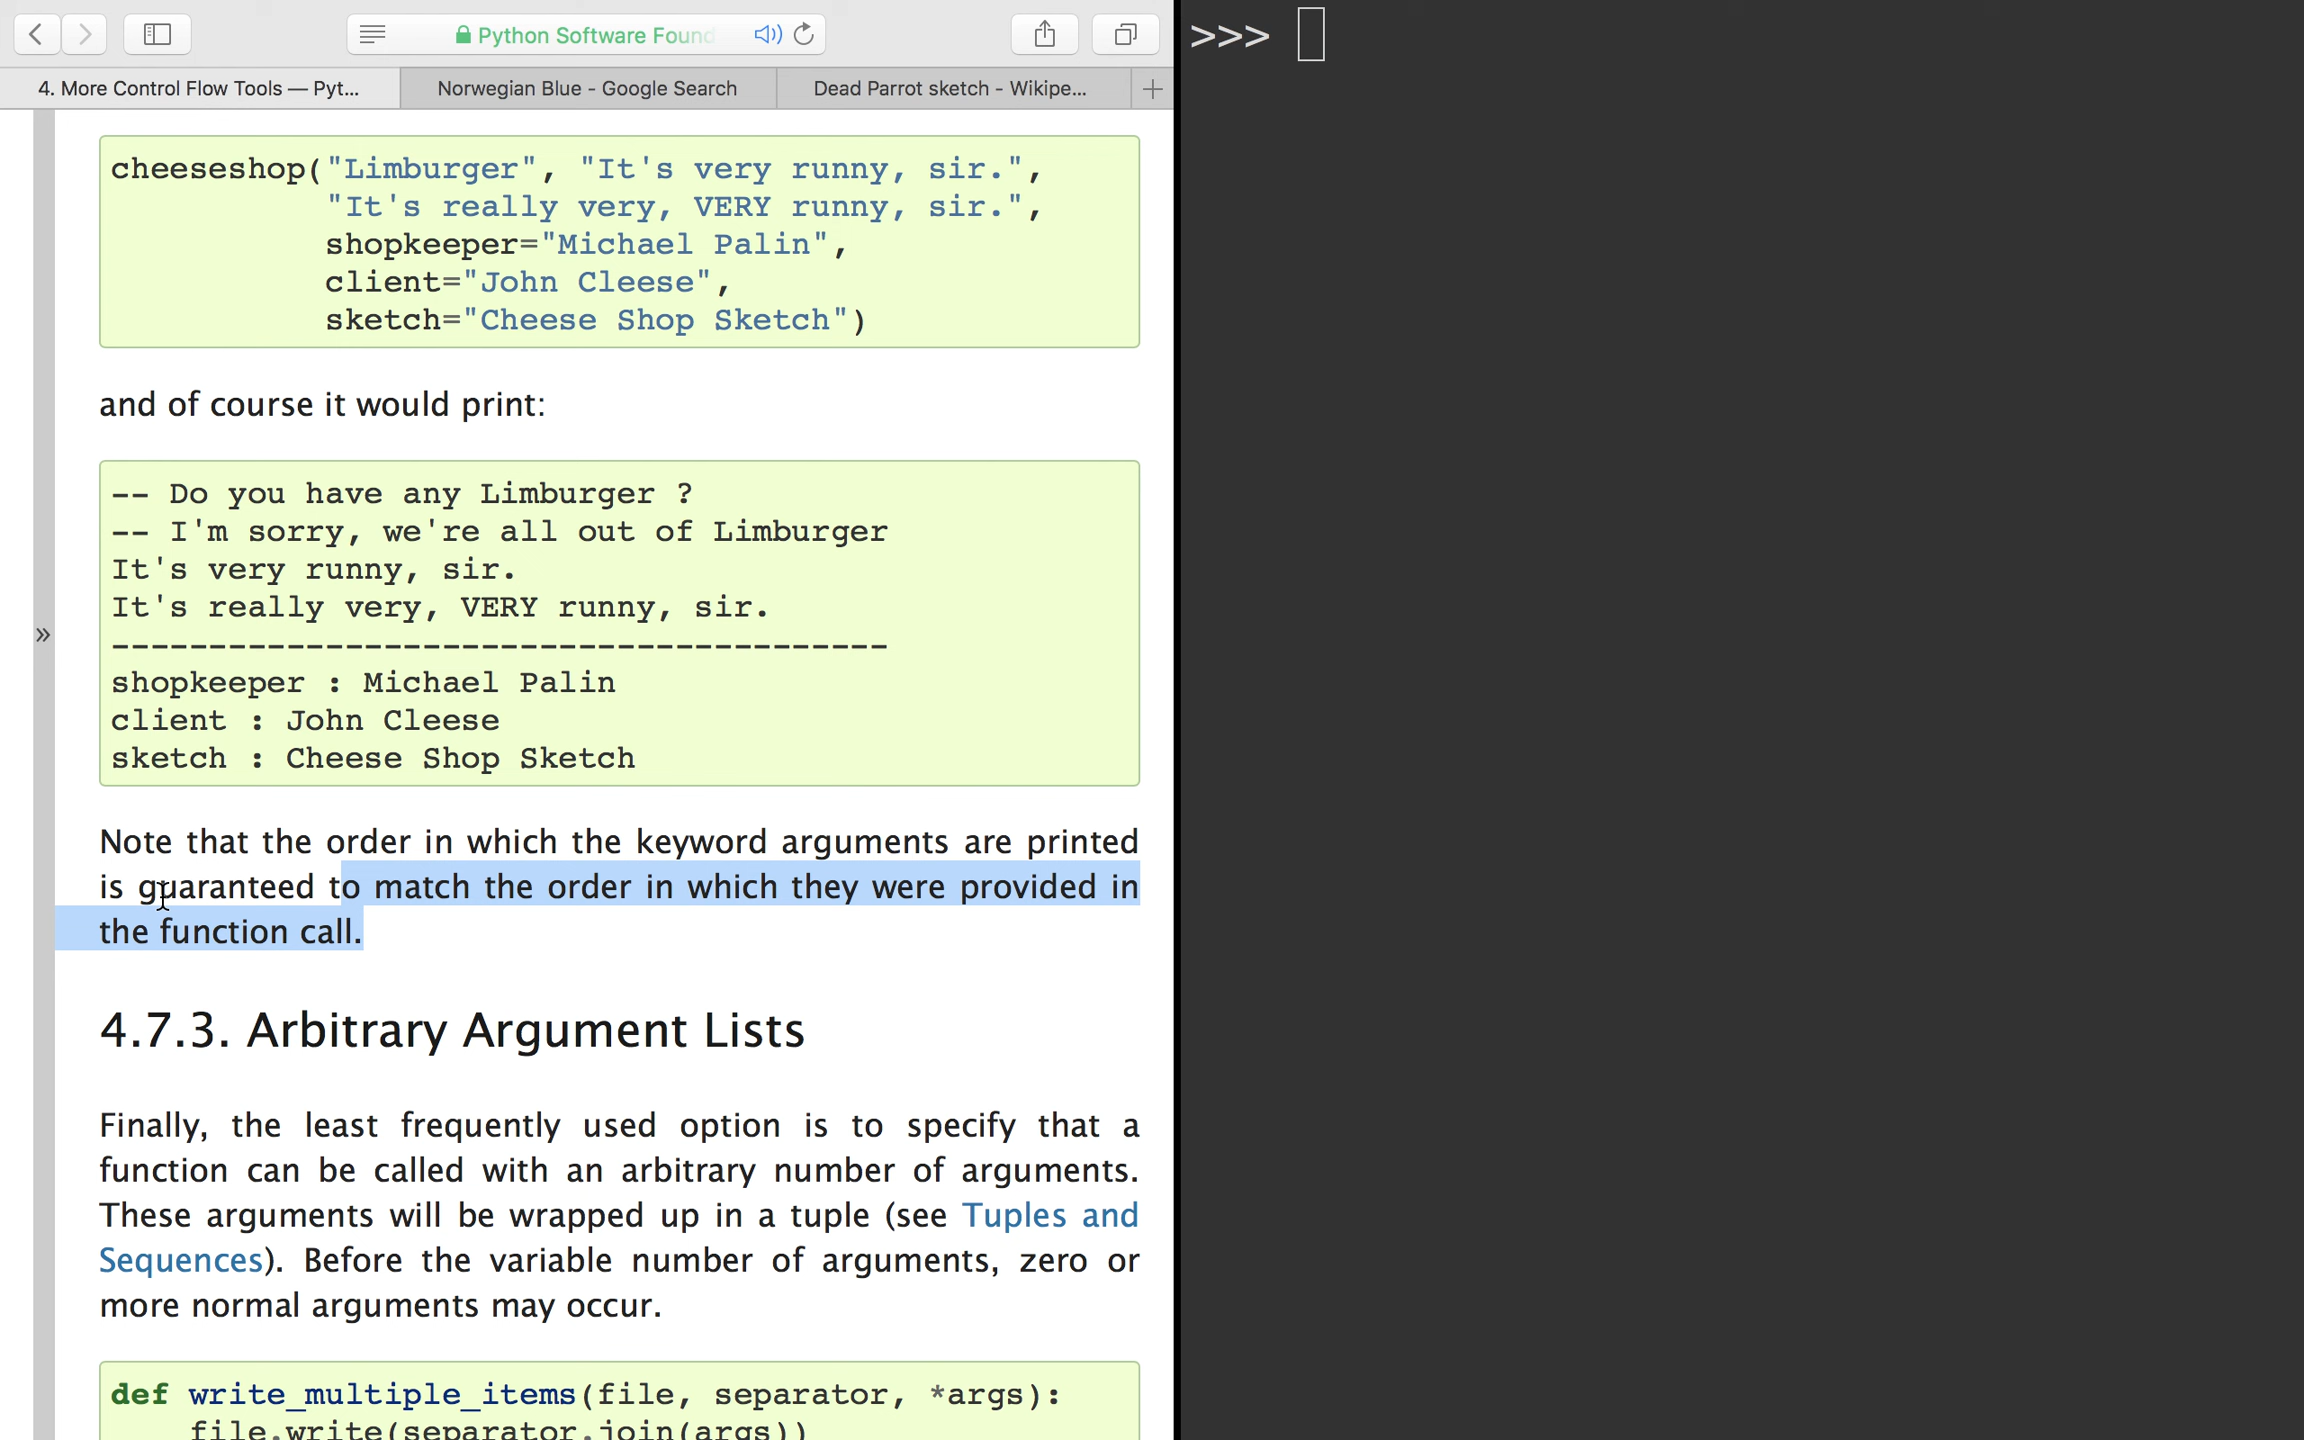 Python Software Found
>>>
4. More Control Flow Tools — Pyt...
Norwegian Blue - Google Search
Dead Parrot sketch - Wikipe...
cheeseshop("Limburger", "It's very runny, sir.",
"It's really very, VERY runny, sir.",
shopkeeper="Michael Palin",
client="John Cleese",
sketch="Cheese Shop Sketch")
and of course it would print:
-- Do you have any Limburger ?
-- I'm sorry, we're all out of Limburger
It's very runny, sir.
It's really very, VERY runny, sir.
----------------------------------------
shopkeeper : Michael Palin
client : John Cleese
sketch : Cheese Shop Sketch
»
Note that the order in which the keyword arguments are printed
is guaranteed to match the order in which they were provided in
the function call.
4.7.3. Arbitrary Argument Lists
Finally, the least frequently used option is to specify that a
function can be called with an arbitrary number of arguments.
These arguments will be wrapped up in a tuple (see Tuples and
Sequences). Before the variable number of arguments, zero or
more normal arguments may occur.
def write_multiple_items(file, separator, *args):
file.write(separator.join(args))